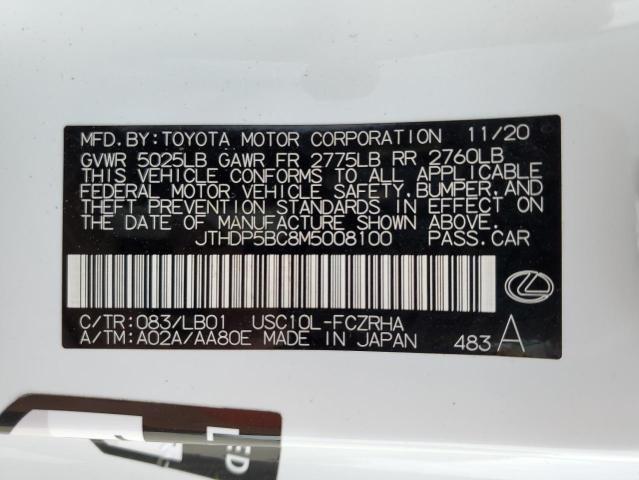 MFD.BY:TOYOTA MOTOR CORPORATION 11/20
GVWR 5025LB GAWR FR 2775LB RR 2760LB
THIS VEHICLE CONFORMS TO ALL APPLICABLE
FEDERAL MOTOR VEHICLE SAFETY,BUMPER,AND
THEFT PREVENTION STANDARDS IN EFFECT ON
THE DATE OF MANUFACTURE SHOWN ABOVE.
JTHDP5BC8M5008100 PASS.CAR
C/TR:083/LB01 USC10L-FCZRHA
A/TM:A02A/AA80E MADE IN JAPAN 483 A